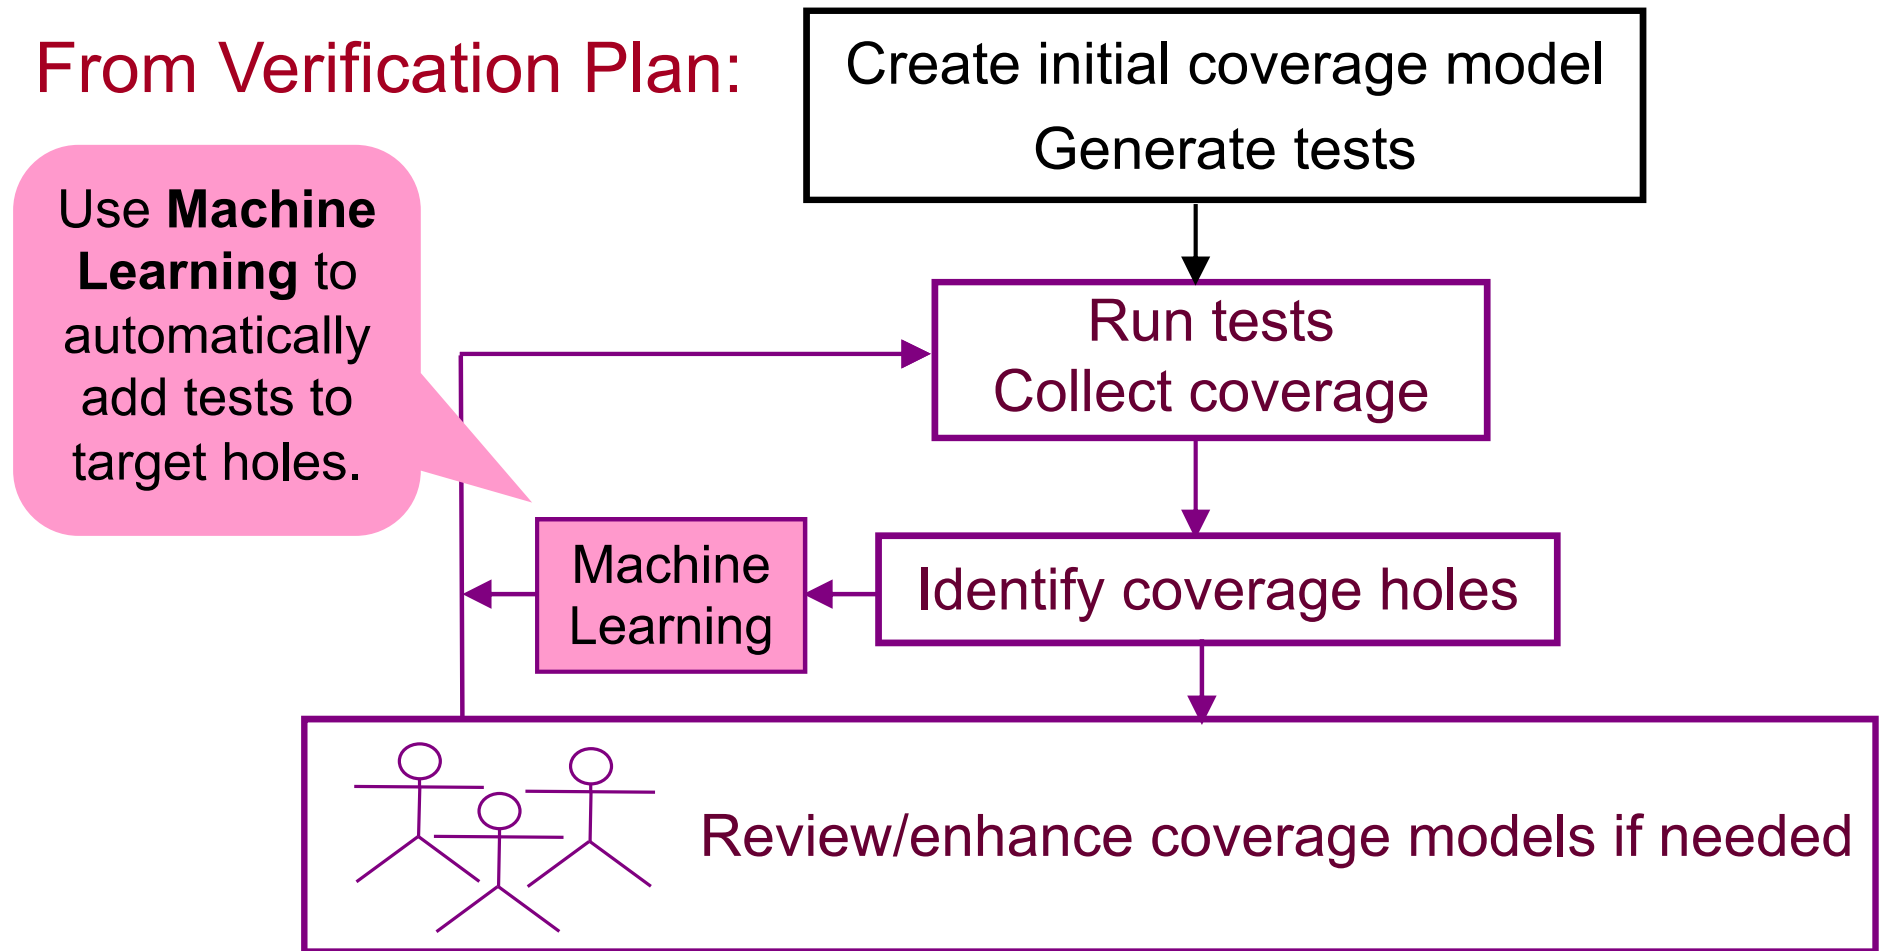 From Verification Plan:
Create initial coverage model
Generate tests
Use Machine
Learning to
automatically
add tests to
target holes.
Run tests
Collect coverage
Machine
Learning
Identify coverage holes
Review/enhance coverage models if needed